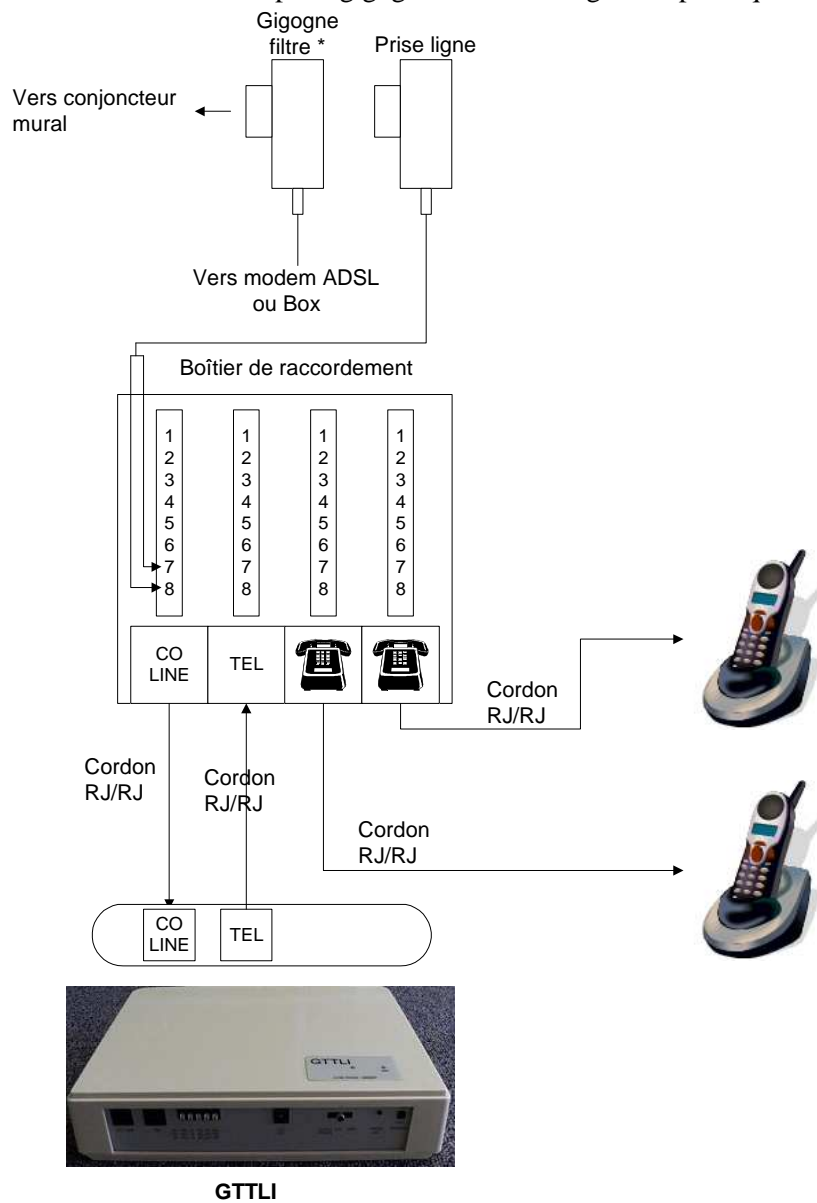 Gigogne
filtre *
Prise ligne
Vers conjoncteur
mural
Vers modem ADSL
ou Box
Boîtier de raccordement
1 1 1 1
2 2 2 2
3 3 3 3
4 4 4 4
5 5 5 5
6 6 6 6
7 7 7 7
8 8 8 8
CO
LINE
TEL
Cordon
RJ/RJ
Cordon
RJ/RJ
Cordon
RJ/RJ
Cordon
RJ/RJ
CO
LINE
TEL
GTTLI
GTTLI